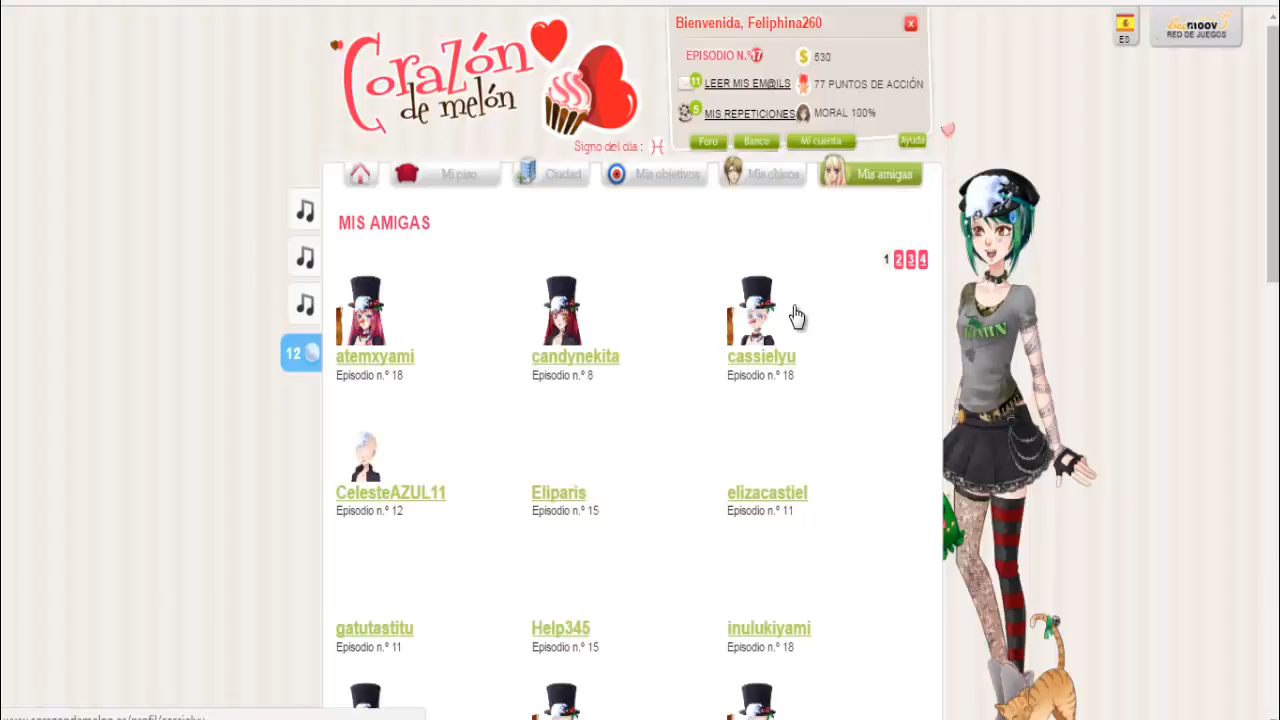 Corazón
de melón
Signo del día :
Bienvenida, Feliphina260
x
EPISODIO N.º17
$ 530
11 LEER MIS EM@ILS
77 PUNTOS DE ACCIÓN
5 MIS REPETICIONES
MORAL 100%
Foro
Banco
Mi cuenta
Ayuda
ES
RED DE JUEGOS
Mi piso
Ciudad
Mis objetivos
Mis chicos
Mis amigas
MIS AMIGAS
1 2 3 4
12
atemxyami
Episodio n.º 18
candynekita
Episodio n.º 8
cassielyu
Episodio n.º 18
CelesteAZUL11
Episodio n.º 12
Eliparis
Episodio n.º 15
elizacastiel
Episodio n.º 11
gatutastitu
Episodio n.º 11
Help345
Episodio n.º 15
inulukiyami
Episodio n.º 18